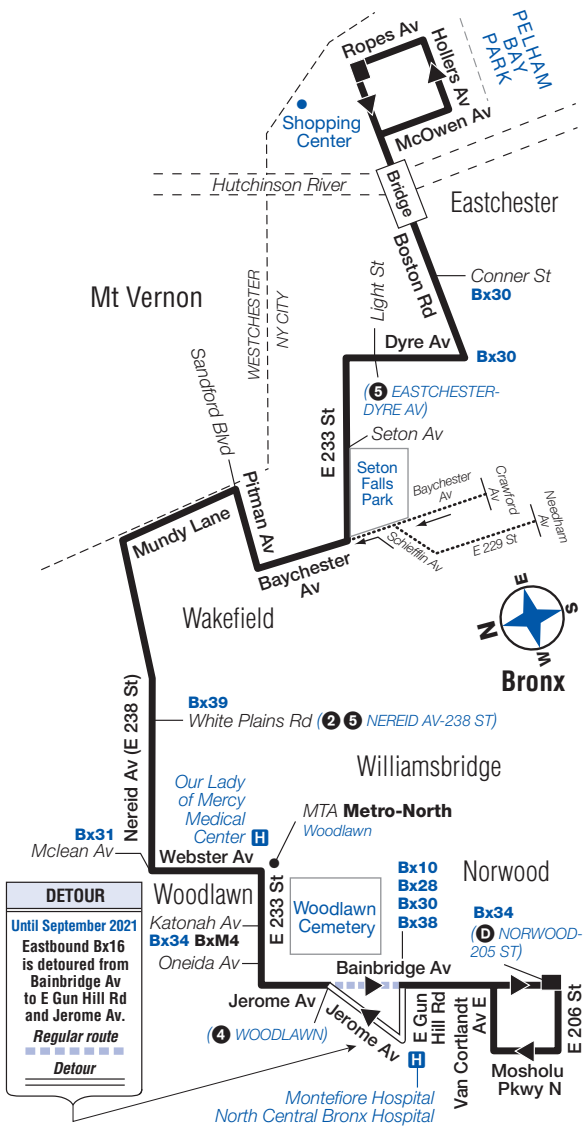 Ropes Av
Hollers Av
PELHAM
BAY
PARK
Shopping
Center
McOwen Av
Hutchinson River
Bridge
Eastchester
Boston Rd
Conner St
Bx30
Mt Vernon
WESTCHESTER
NY CITY
Light St
Dyre Av
Bx30
(5 EASTCHESTER-
DYRE AV)
Sandford Blvd
E 233 St
Seton Av
Seton
Falls
Park
Baychester
Av
Crawford
Av
Needham
Av
Pitman Av
Mundy Lane
Schiefflin Av
E 229 St
Baychester
Av
Wakefield
N
E
S
W
Bronx
Nereid Av (E 238 St)
Bx39
White Plains Rd (2 5 NEREID AV-238 ST)
Williamsbridge
Our Lady
of Mercy
Medical
Center H
MTA Metro-North
Woodlawn
Bx31
Mclean Av
Webster Av
Bx10
Bx28
Bx30
Bx38
Norwood
Woodlawn
E 233 St
Woodlawn
Cemetery
Bx34
(D NORWOOD-
205 ST)
Katonah Av
Bx34 BxM4
Oneida Av
Bainbridge Av
Jerome Av
Jerome Av
E Gun
Hill Rd
Van Cortlandt
Av E
E 206 St
(4 WOODLAWN)
H
Mosholu
Pkwy N
Montefiore Hospital
North Central Bronx Hospital
DETOUR
Until September 2021
Eastbound Bx16
is detoured from
Bainbridge Av
to E Gun Hill Rd
and Jerome Av.
Regular route
Detour